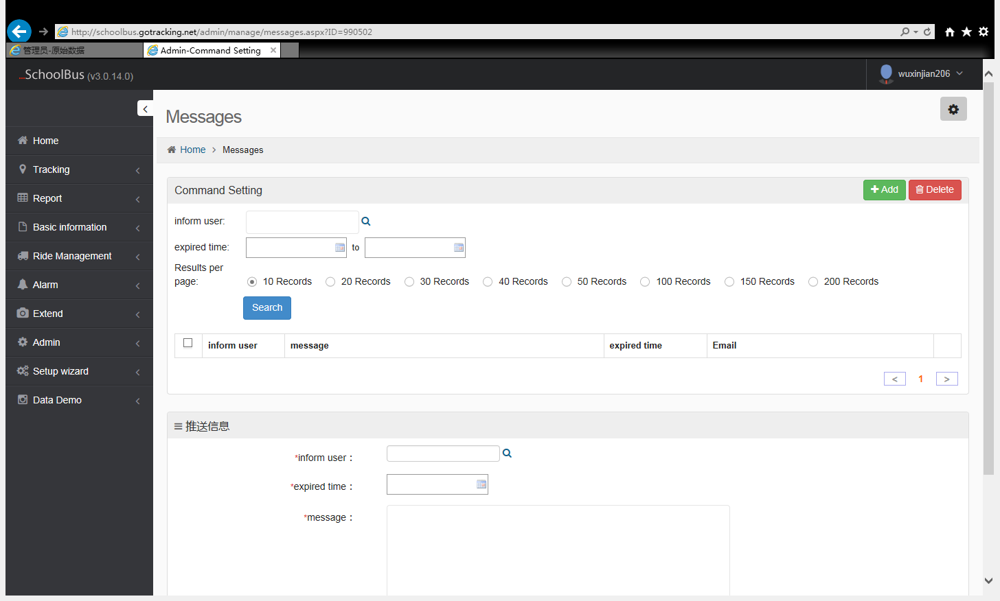 http://schoolbus.gotracking.net/admin/manage/messages.aspx?ID=990502
管理员-原始数据 Admin-Command Setting
...SchoolBus (v3.0.14.0) wuxinjian206
Messages
Home > Messages
Home
Tracking
Report
Basic information
Ride Management
Alarm
Extend
Admin
Setup wizard
Data Demo
Command Setting Add Delete
inform user:
expired time: to
Results per
page: 10 Records 20 Records 30 Records 40 Records 50 Records 100 Records 150 Records 200 Records
Search
inform user message expired time Email
< 1 >
推送信息
*inform user：
*expired time：
*message：